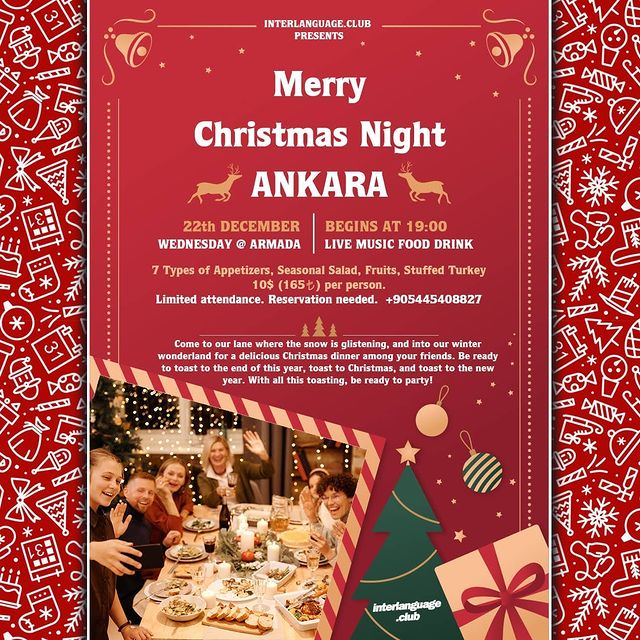 INTERLANGUAGE.CLUB
PRESENTS
Merry
Christmas Night
ANKARA
22th DECEMBER
WEDNESDAY @ ARMADA
BEGINS AT 19:00
LIVE MUSIC FOOD DRINK
7 Types of Appetizers, Seasonal Salad, Fruits, Stuffed Turkey
10$ (165₺) per person.
Limited attendance. Reservation needed. +905445408827
Come to our lane where the snow is glistening, and into our winter
wonderland for a delicious Christmas dinner among your friends. Be ready
to toast to the end of this year, toast to Christmas, and toast to the new
year. With all this toasting, be ready to party!
interlanguage
.club
31
31
31
31